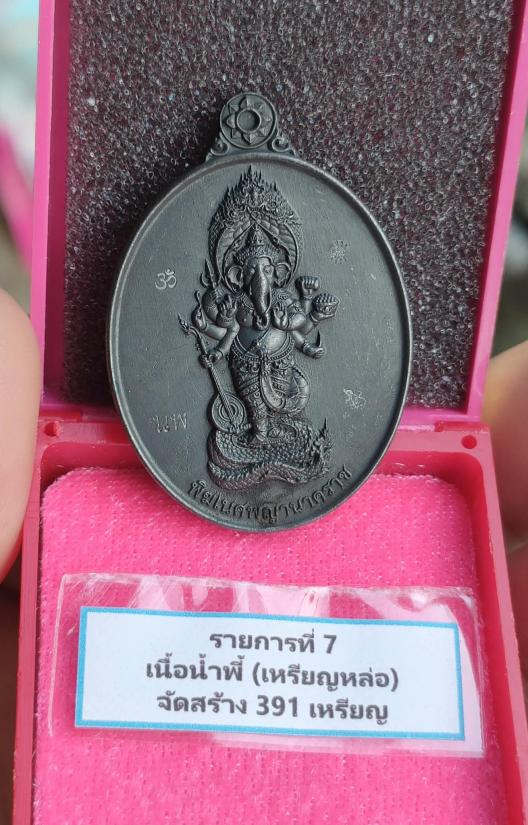 ॐ
พิฆเนศพญานาคราช
รายการที่ 7
เนื้อน้ำพี้ (เหรียญหล่อ)
จัดสร้าง 391 เหรียญ